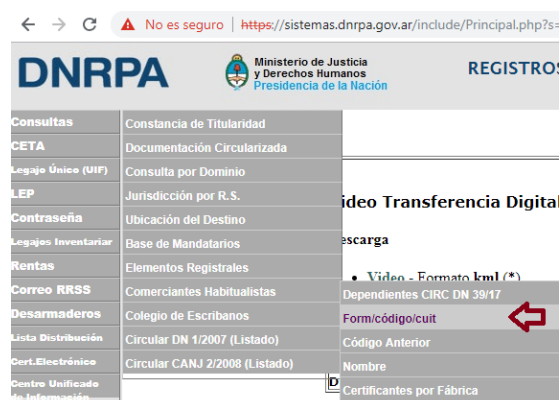 No es seguro | https://sistemas.dnrpa.gov.ar/include/Principal.php?s=
DNRPA
Ministerio de Justicia
y Derechos Humanos
Presidencia de la Nación
REGISTROS
Consultas
CETA
Legajo Único (UIF)
LEP
Contraseña
Legajos Inventariar
Rentas
Correo RRSS
Desarmaderos
Lista Distribución
Cert.Electrónico
Centro Unificado
de Información
Constancia de Titularidad
Documentación Circularizada
Consulta por Dominio
Jurisdicción por R.S.
Ubicación del Destino
Base de Mandatarios
Elementos Registrales
Comerciantes Habitualistas
Colegio de Escribanos
Circular DN 1/2007 (Listado)
Circular CANJ 2/2008 (Listado)
ideo Transferencia Digital
escarga
• Video - Formato kml (*)
Dependientes CIRC DN 39/17
Form/código/cuit
Código Anterior
Nombre
Certificantes por Fábrica
D